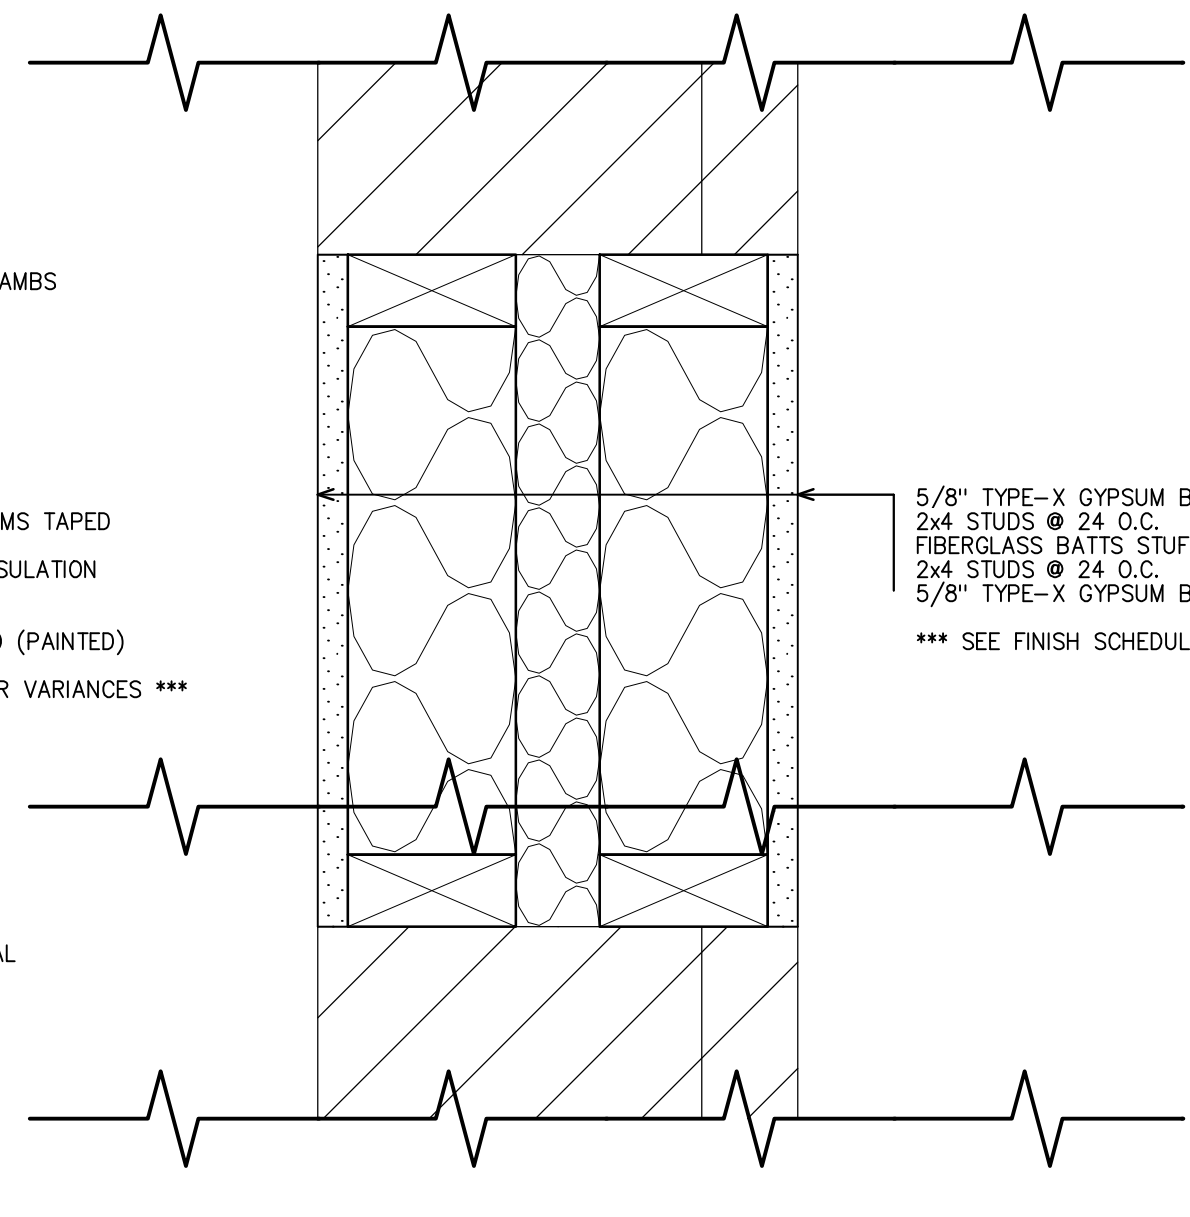 AMBS
MS TAPED
SULATION
(PAINTED)
R VARIANCES ***
AL
5/8" TYPE-X GYPSUM B
2x4 STUDS @ 24 O.C.
FIBERGLASS BATTS STUF
2x4 STUDS @ 24 O.C.
5/8" TYPE-X GYPSUM B
*** SEE FINISH SCHEDUL